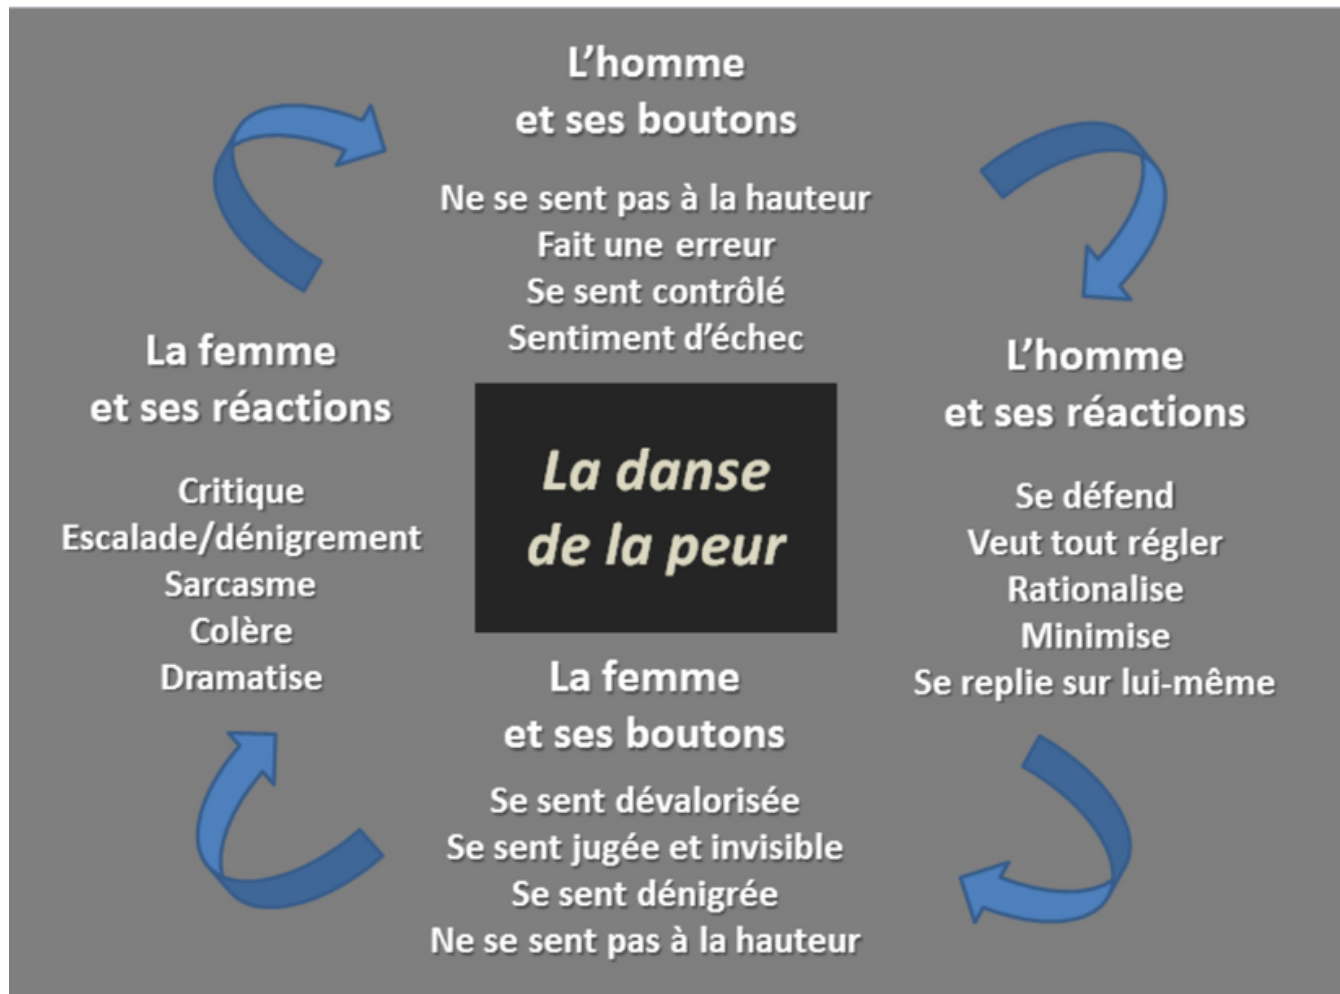 L'homme
et ses boutons
Ne se sent pas à la hauteur
Fait une erreur
Se sent contrôlé
Sentiment d'échec
L'homme
et ses réactions
Se défend
Veut tout régler
Rationalise
Minimise
Se replie sur lui-même
La femme
et ses boutons
Se sent dévalorisée
Se sent jugée et invisible
Se sent dénigrée
Ne se sent pas à la hauteur
La femme
et ses réactions
Critique
Escalade/dénigrement
Sarcasme
Colère
Dramatise
La danse
de la peur